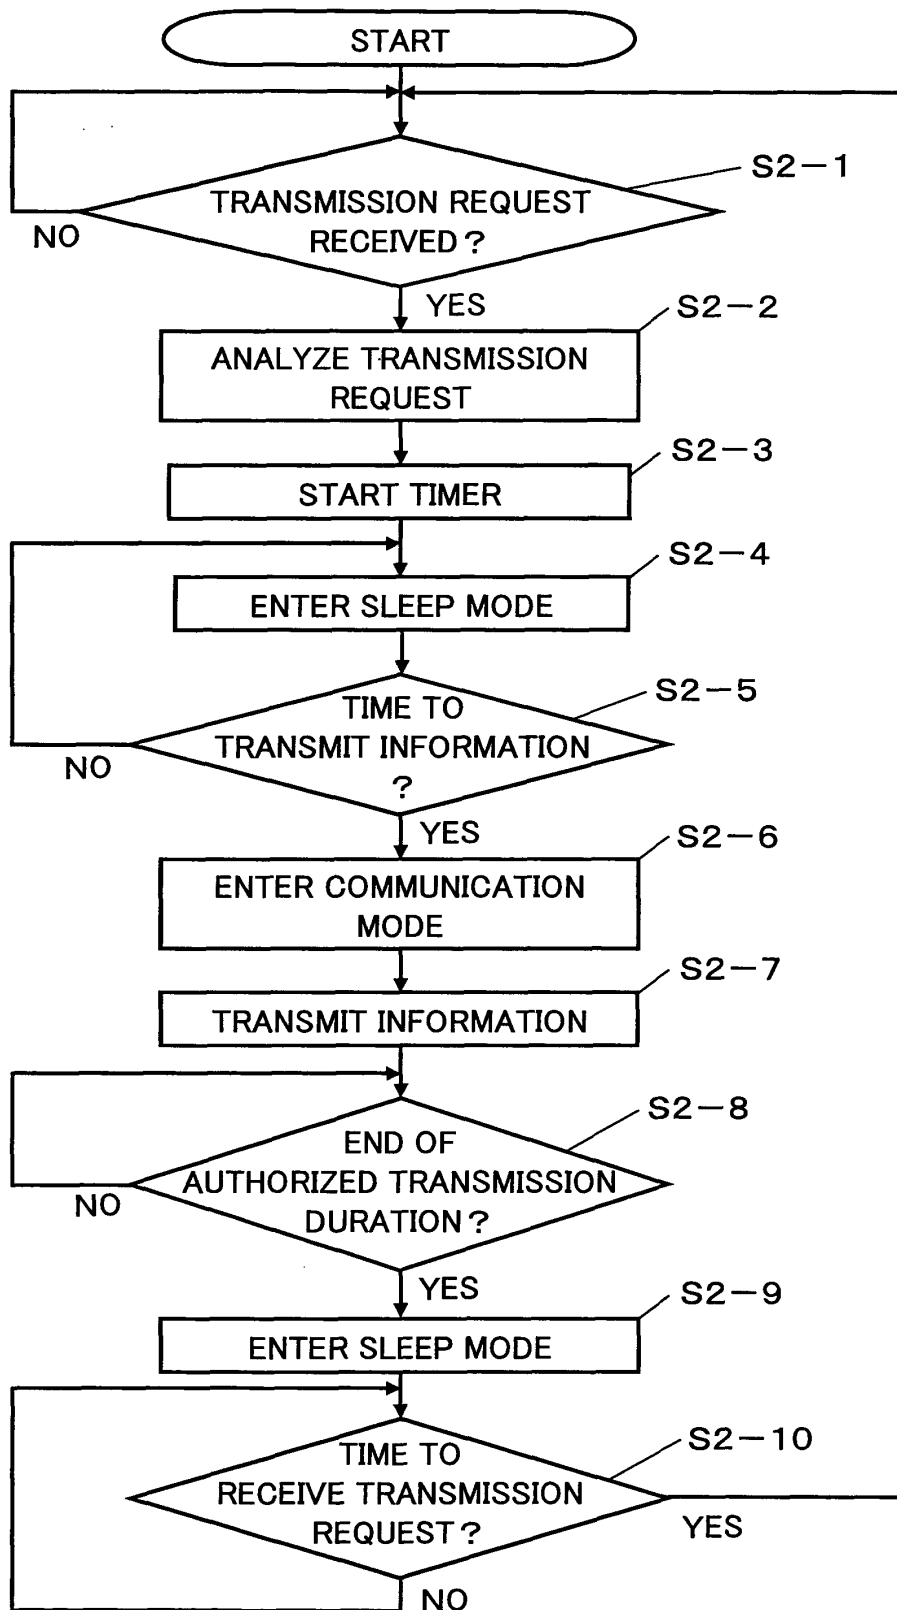 START
S2-1
TRANSMISSION REQUEST
RECEIVED?
NO
YES
S2-2
ANALYZE TRANSMISSION
REQUEST
S2-3
START TIMER
S2-4
ENTER SLEEP MODE
S2-5
TIME TO
TRANSMIT INFORMATION
?
NO
YES
S2-6
ENTER COMMUNICATION
MODE
S2-7
TRANSMIT INFORMATION
S2-8
END OF
AUTHORIZED TRANSMISSION
DURATION?
NO
YES
S2-9
ENTER SLEEP MODE
S2-10
TIME TO
RECEIVE TRANSMISSION
REQUEST?
YES
NO